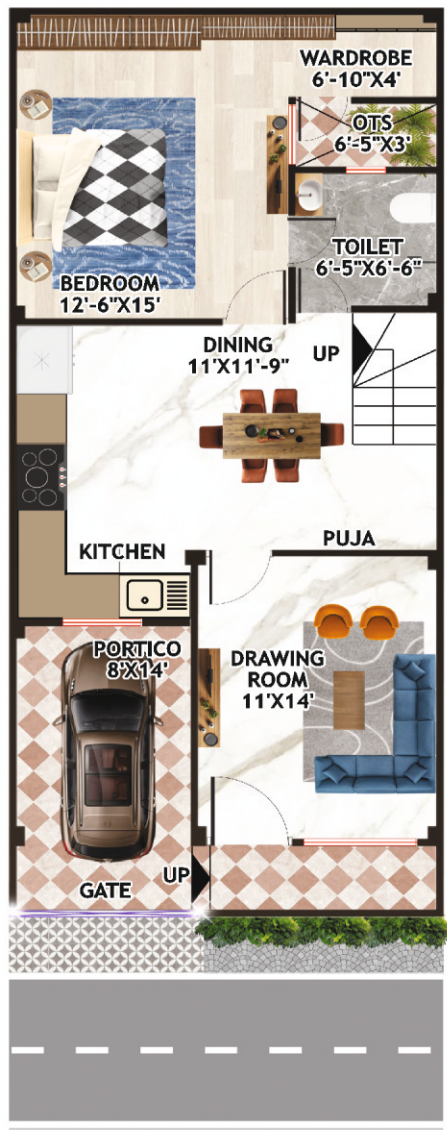 WARDROBE
6'-10"X4'
OTS
6'-5"X3'
TOILET
6'-5"X6'-6"
BEDROOM
12'-6"X15'
DINING
11'X11'-9"
UP
PUJA
KITCHEN
PORTICO
8'X14'
DRAWING
ROOM
11'X14'
UP
GATE